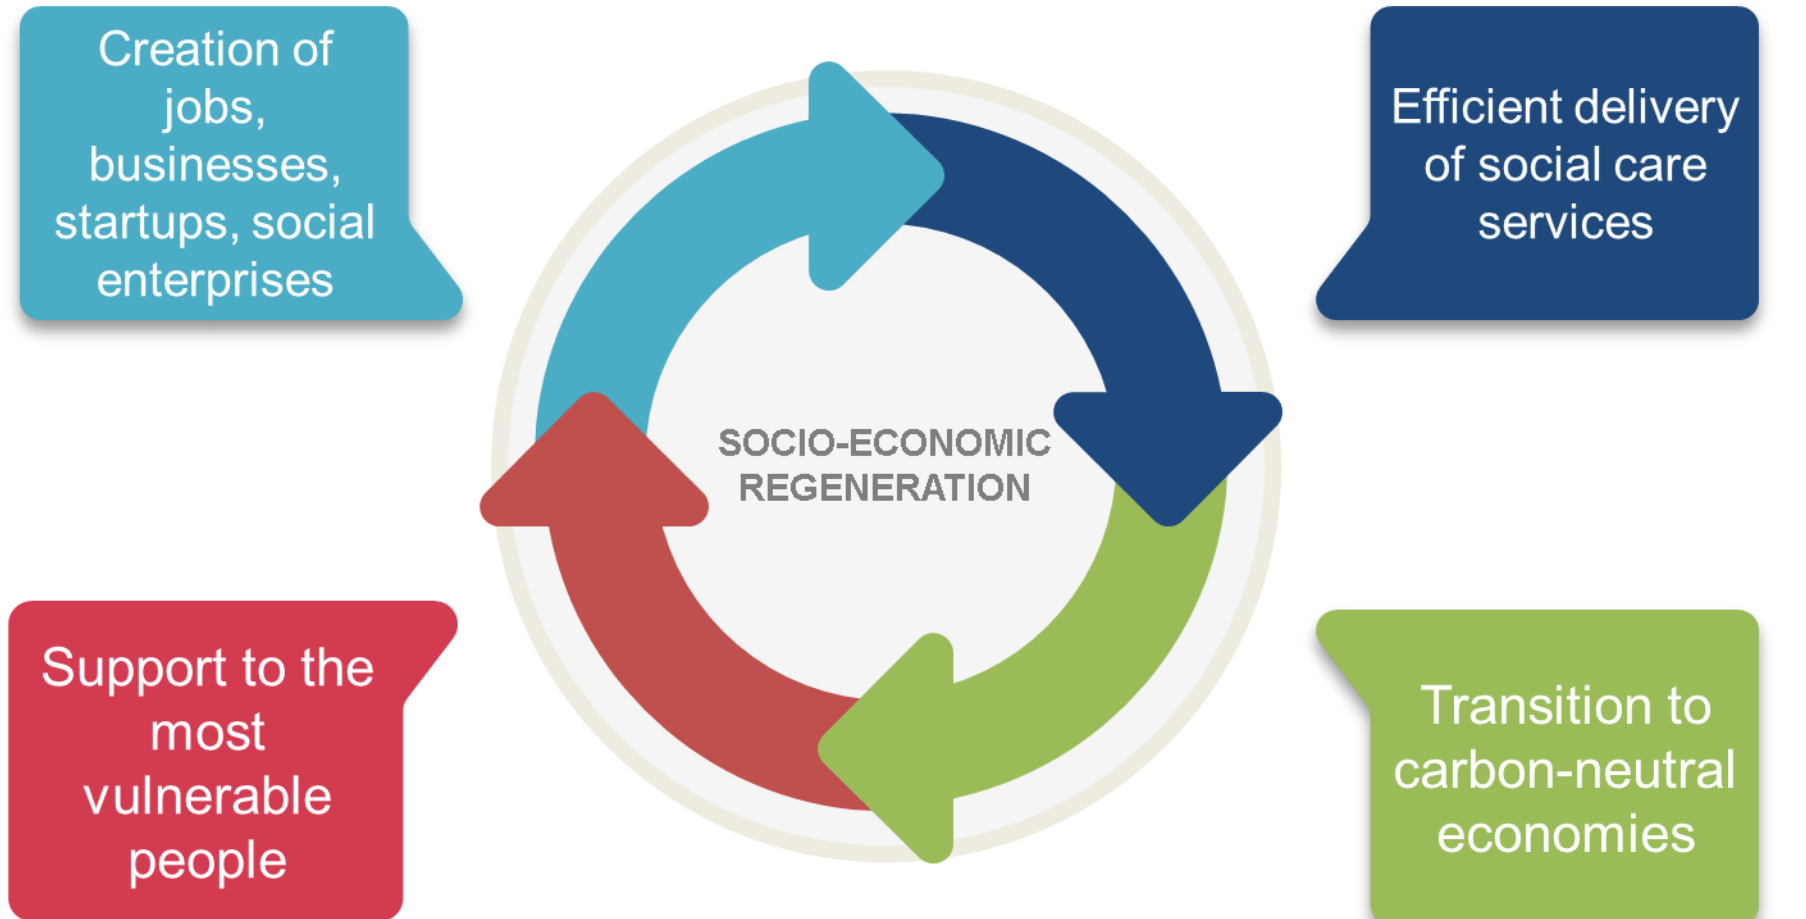 Creation of
jobs,
businesses,
startups, social
enterprises
Efficient delivery
of social care
services
SOCIO-ECONOMIC
REGENERATION
Support to the
most
vulnerable
people
Transition to
carbon-neutral
economies